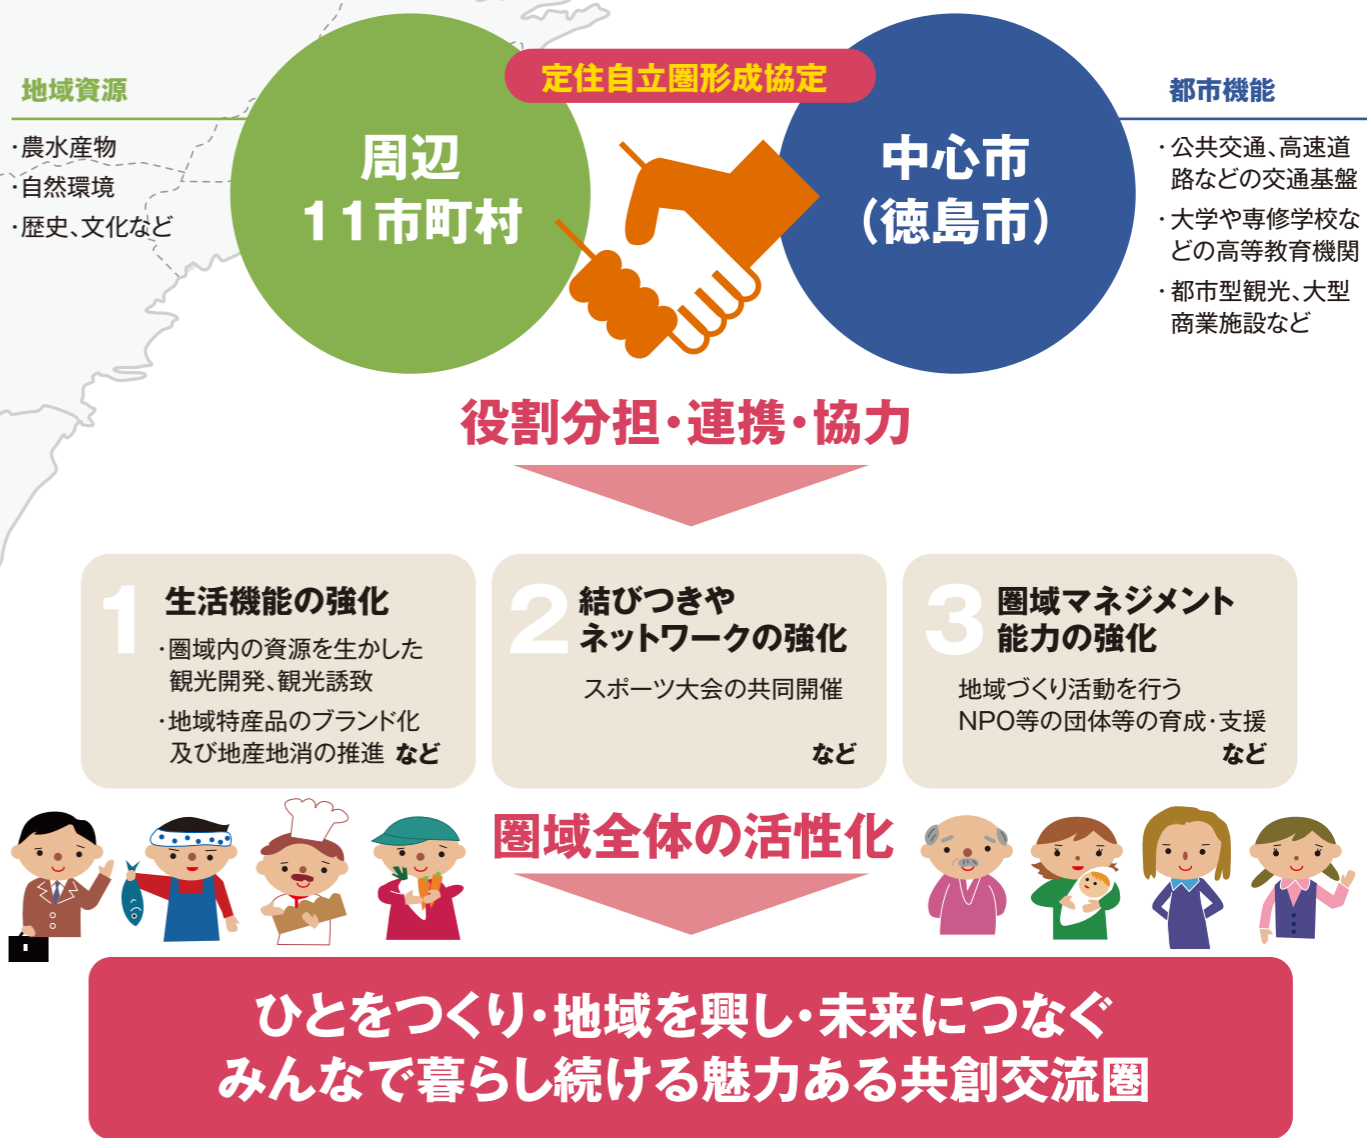 定住自立圏形成協定
地域資源
・農水産物
・自然環境
・歴史、文化など
周辺
11市町村
中心市
（徳島市）
都市機能
・公共交通、高速道
路などの交通基盤
・大学や専修学校な
どの高等教育機関
・都市型観光、大型
商業施設など
役割分担・連携・協力
1
生活機能の強化
・圏域内の資源を生かした
観光開発、観光誘致
・地域特産品のブランド化
及び地産地消の推進 など
2
結びつきや
ネットワークの強化
スポーツ大会の共同開催
など
3
圏域マネジメント
能力の強化
地域づくり活動を行う
NPO等の団体等の育成・支援
など
圏域全体の活性化
ひとをつくり・地域を興し・未来につなぐ
みんなで暮らし続ける魅力ある共創交流圏